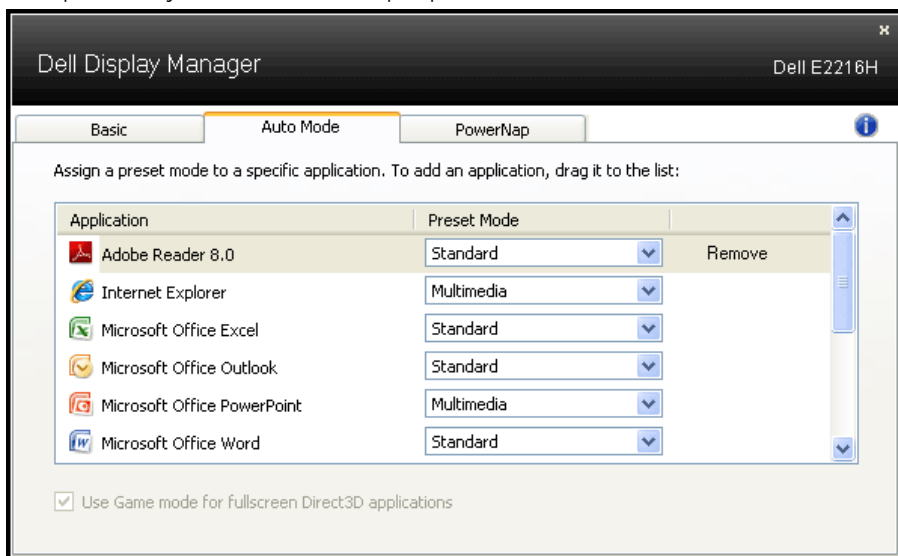 Dell Display Manager
Dell E2216H
Basic
Auto Mode
PowerNap
Assign a preset mode to a specific application. To add an application, drag it to the list:
Application Preset Mode
Adobe Reader 8.0 Standard Remove
Internet Explorer Multimedia
Microsoft Office Excel Standard
Microsoft Office Outlook Standard
Microsoft Office PowerPoint Multimedia
Microsoft Office Word Standard
Use Game mode for fullscreen Direct3D applications